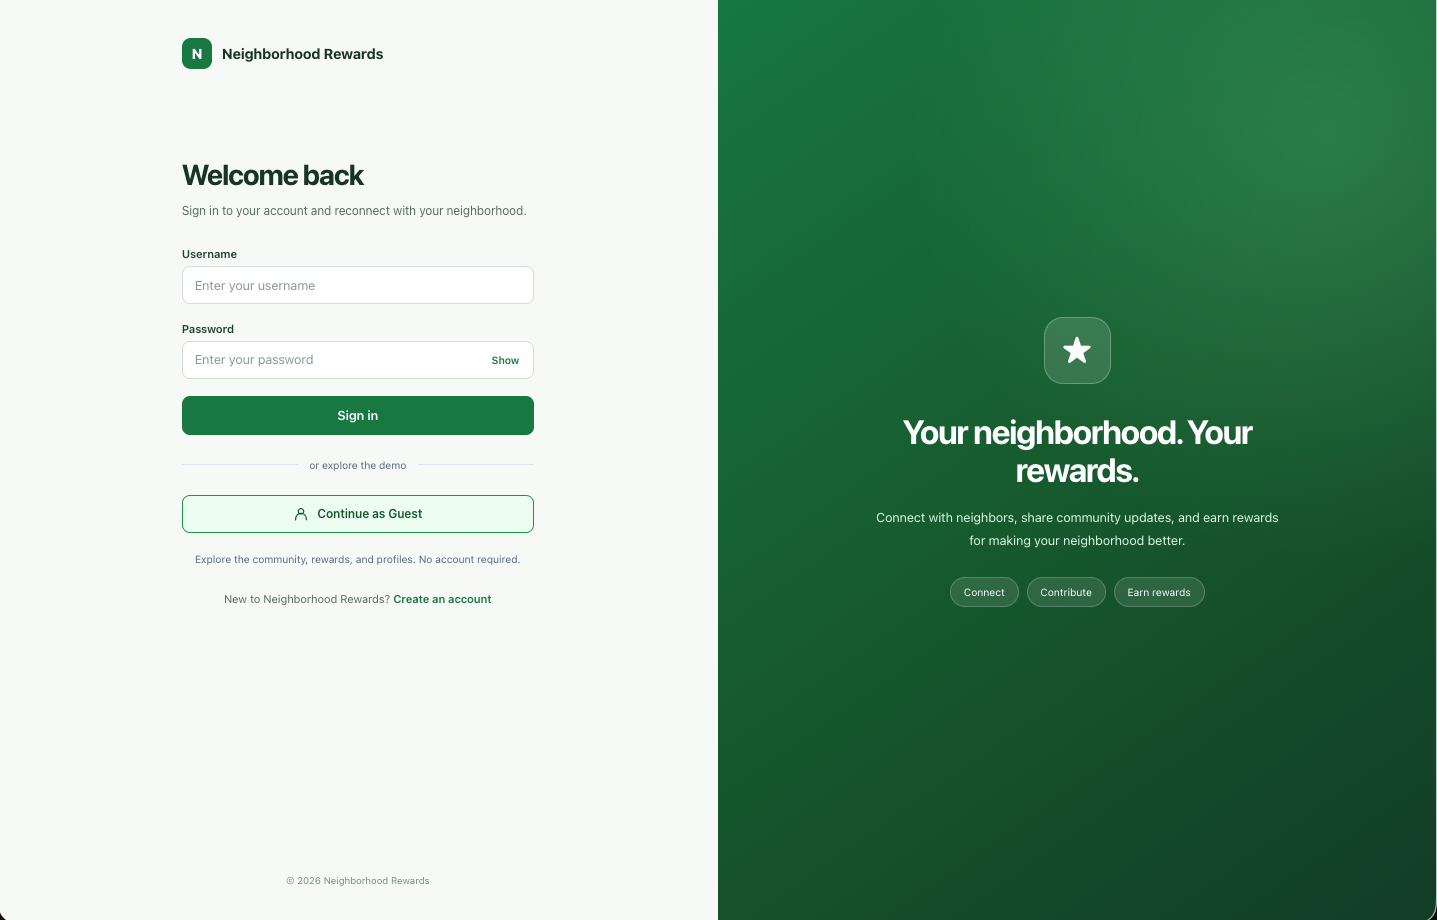 N Neighborhood Rewards
Welcome back
Sign in to your account and reconnect with your neighborhood.
Username
Enter your username
Password
Enter your password Show
Sign in
or explore the demo
Continue as Guest
Explore the community, rewards, and profiles. No account required.
New to Neighborhood Rewards? Create an account
© 2026 Neighborhood Rewards
Your neighborhood. Your
rewards.
Connect with neighbors, share community updates, and earn rewards
for making your neighborhood better.
Connect Contribute Earn rewards